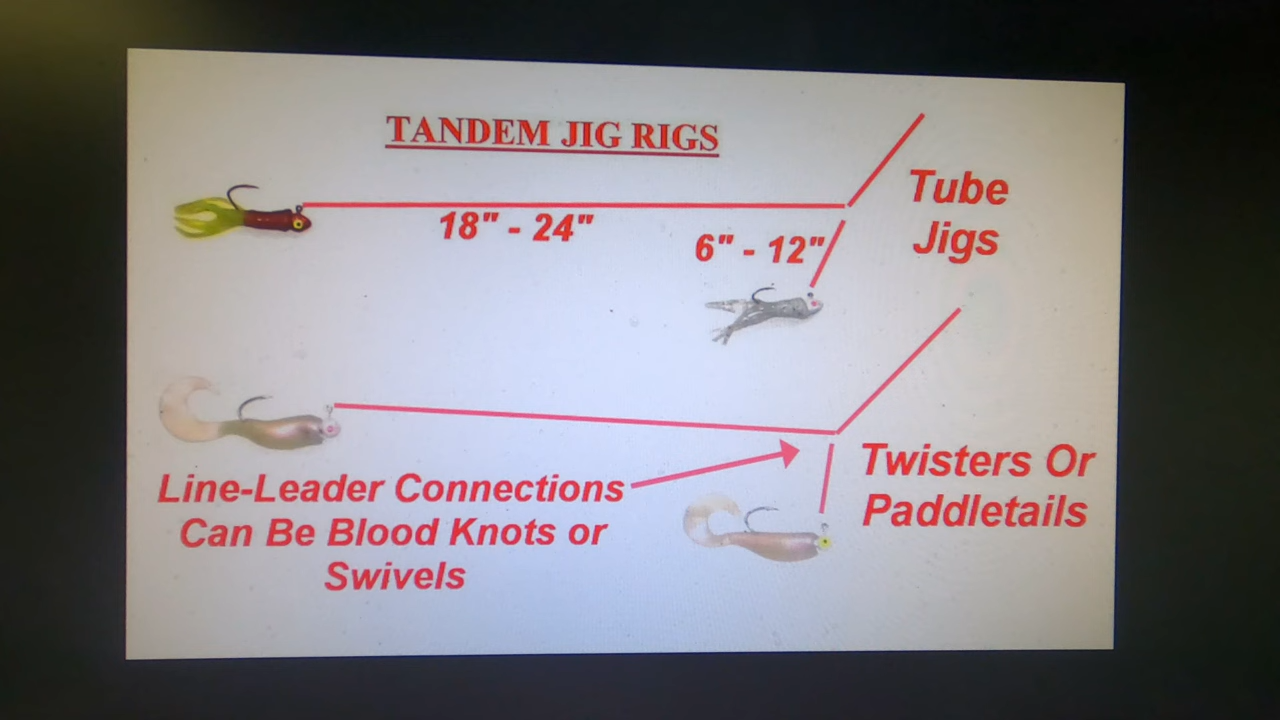 TANDEM JIG RIGS
Tube
Jigs
18" - 24"
6" - 12"
Twisters Or
Paddletails
Line-Leader Connections
Can Be Blood Knots or
Swivels